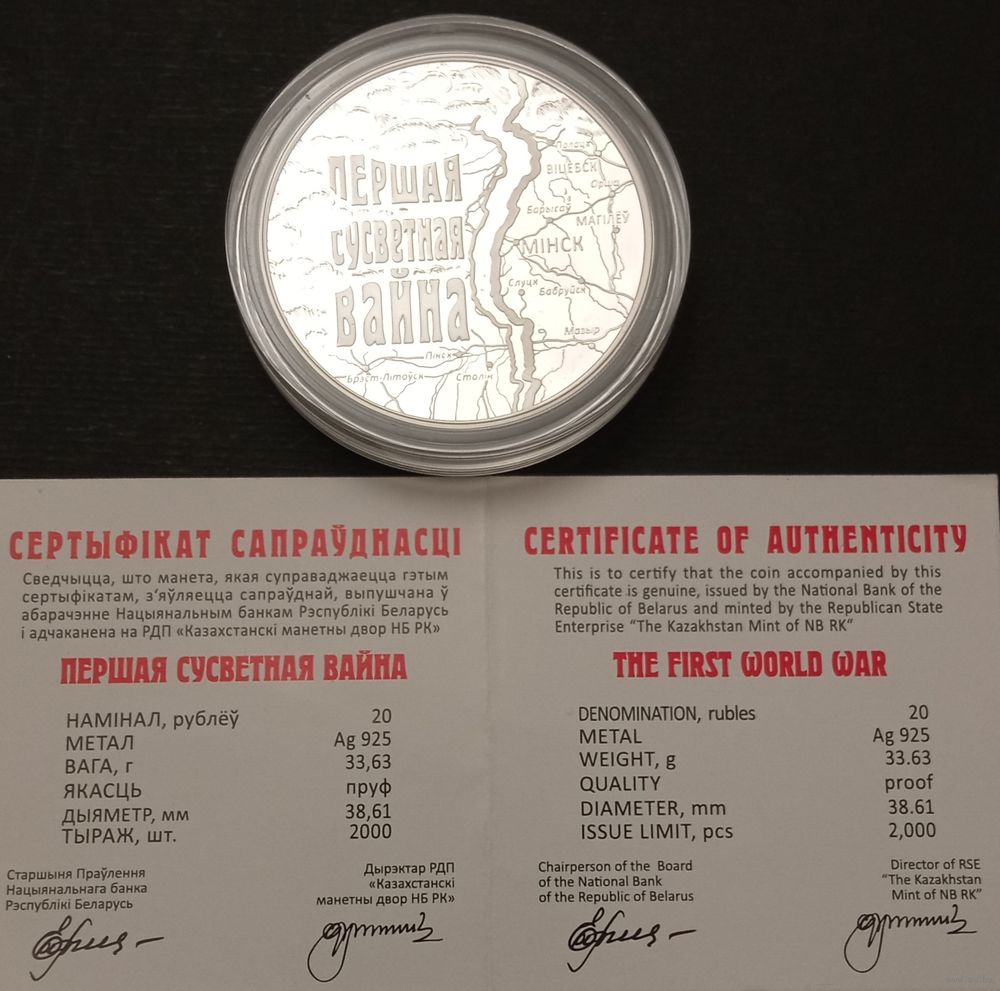 ПЕРШАЯ
СУСВЕТНАЯ
ВАЙНА
Полацк
ВІЦЕБСК
Орша
Барысаў
МАГІЛЁЎ
МІНСК
Слуцк
Бабруйск
Мазыр
Пінск
Брэст-Літоўск
Столін
СЕРТЫФІКАТ САПРАЎДНАСЦІ
Сведчыцца, што манета, якая суправаджаецца гэтым
сертыфікатам, з'яўляецца сапраўднай, выпушчана ў
абарачэнне Нацыянальным банкам Рэспублікі Беларусь
і адчаканена на РДП «Казахстанскі манетны двор НБ РК»
ПЕРШАЯ СУСВЕТНАЯ ВАЙНА
НАМІНАЛ, рублёў 20
МЕТАЛ Ag 925
ВАГА, г 33,63
ЯКАСЦЬ пруф
ДЫЯМЕТР, мм 38,61
ТЫРАЖ, шт. 2000
Старшыня Праўлення
Нацыянальнага банка
Рэспублікі Беларусь
Дырэктар РДП
«Казахстанскі
манетны двор НБ РК»
CERTIFICATE OF AUTHENTICITY
This is to certify that the coin accompanied by this
certificate is genuine, issued by the National Bank of the
Republic of Belarus and minted by the Republican State
Enterprise “The Kazakhstan Mint of NB RK“
THE FIRST WORLD WAR
DENOMINATION, rubles 20
METAL Ag 925
WEIGHT, g 33.63
QUALITY proof
DIAMETER, mm 38.61
ISSUE LIMIT, pcs 2,000
Chairperson of the Board
of the National Bank
of the Republic of Belarus
Director of RSE
“The Kazakhstan
Mint of NB RK”